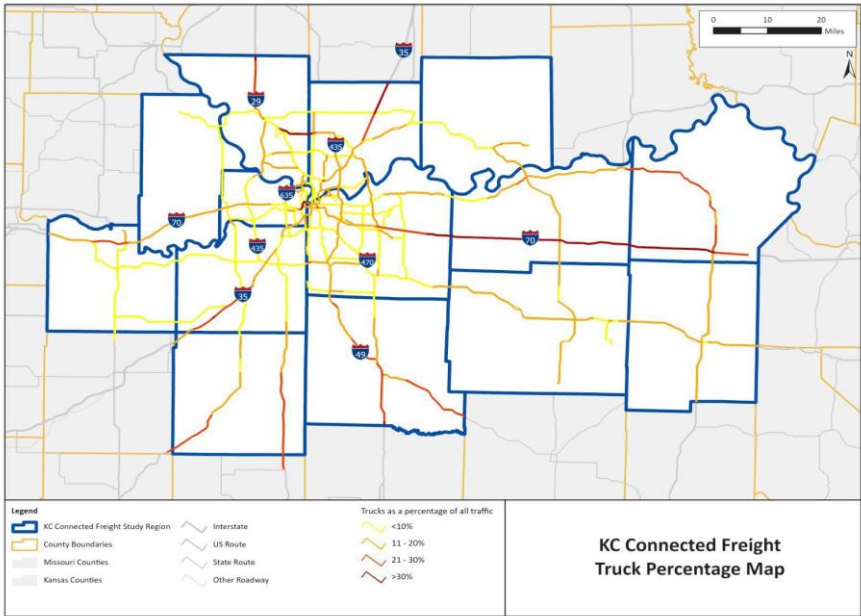 0 10 20
Miles
N
35
29
435
635
70
435
70
470
35
49
Legend
KC Connected Freight Study Region
County Boundaries
Missouri Counties
Kansas Counties
Interstate
US Route
State Route
Other Roadway
Trucks as a percentage of all traffic
<10%
11 - 20%
21 - 30%
>30%
KC Connected Freight
Truck Percentage Map